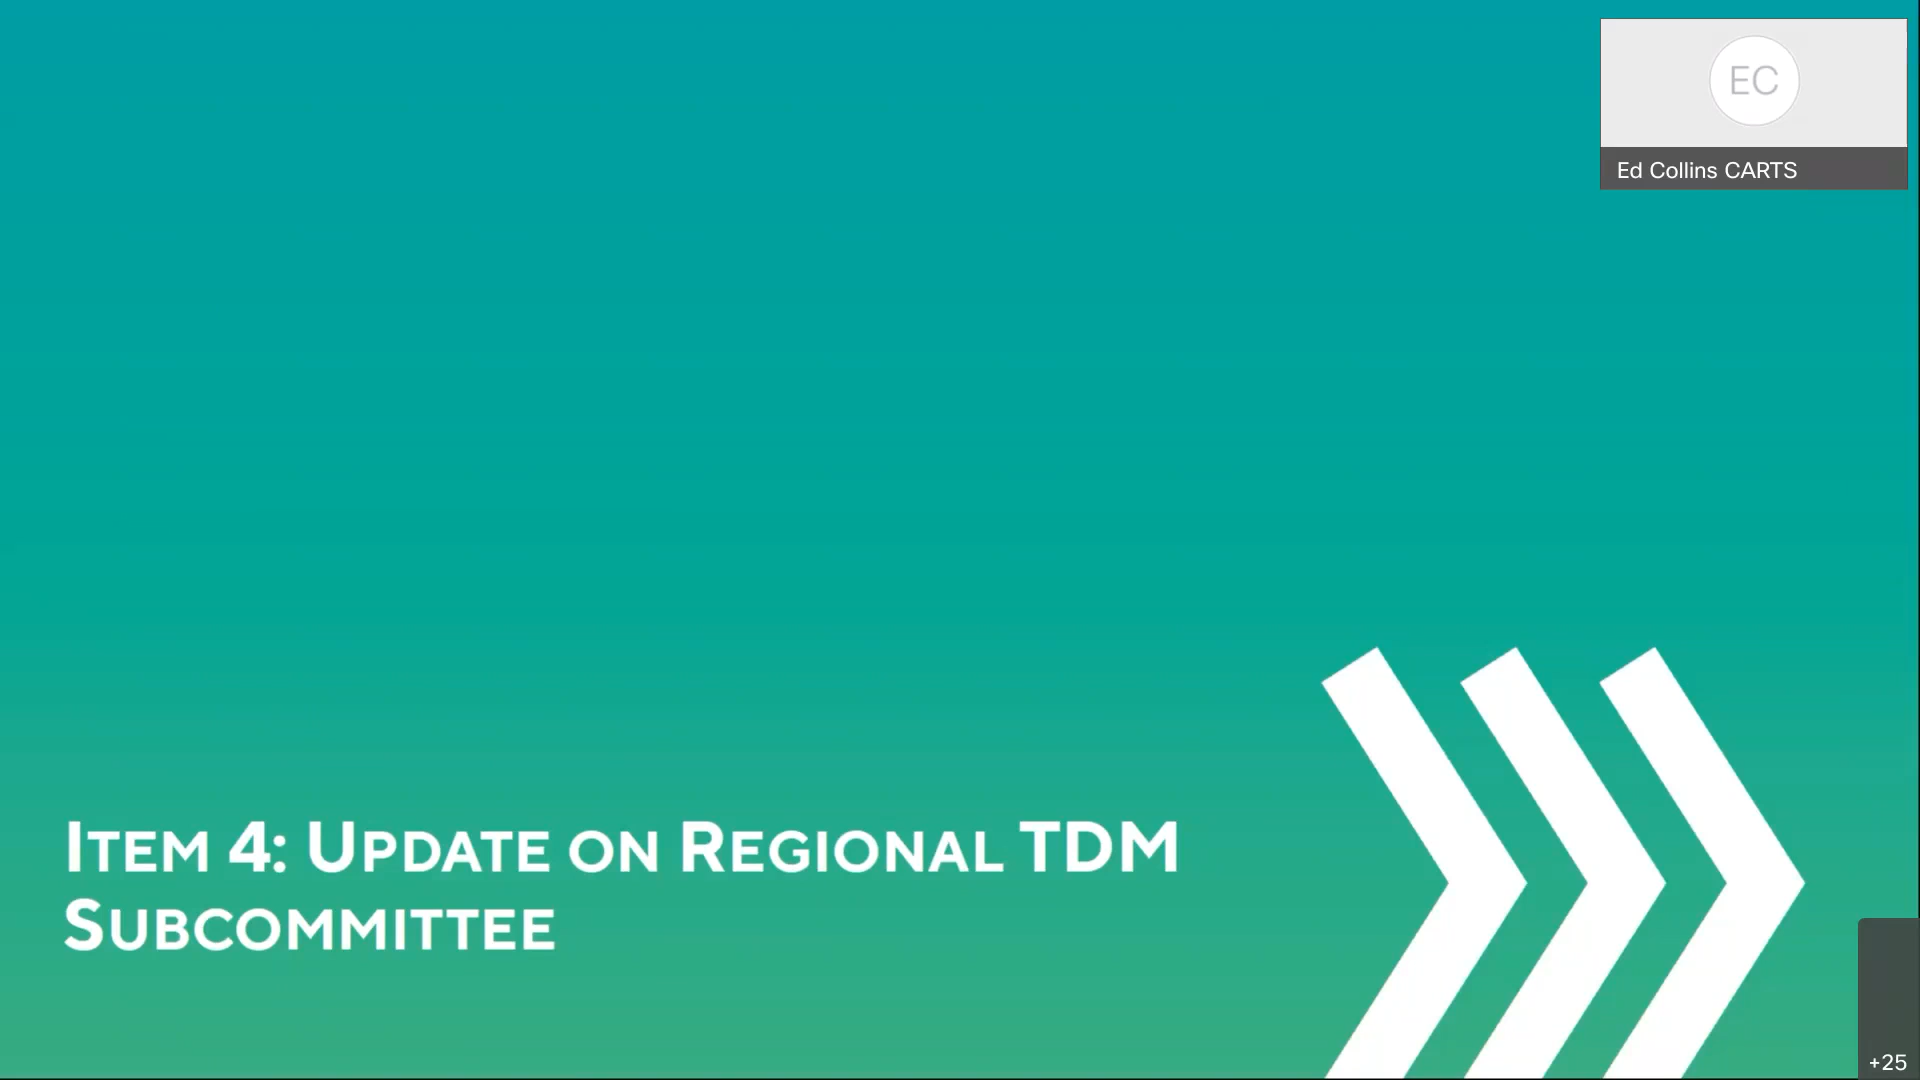 EC
Ed Collins CARTS
ITEM 4: UPDATE ON REGIONAL TDM
SUBCOMMITTEE
+25